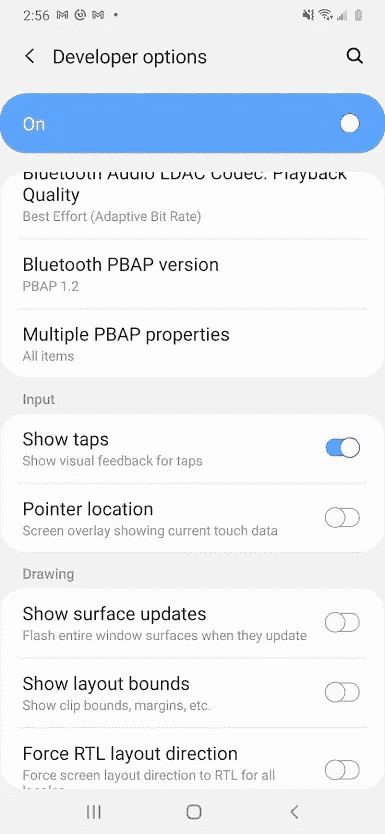 2:56
Developer options
On
Bluetooth Audio LDAC Codec: Playback
Quality
Best Effort (Adaptive Bit Rate)
Bluetooth PBAP version
PBAP 1.2
Multiple PBAP properties
All items
Input
Show taps
Show visual feedback for taps
Pointer location
Screen overlay showing current touch data
Drawing
Show surface updates
Flash entire window surfaces when they update
Show layout bounds
Show clip bounds, margins, etc.
Force RTL layout direction
Force screen layout direction to RTL for all
locales